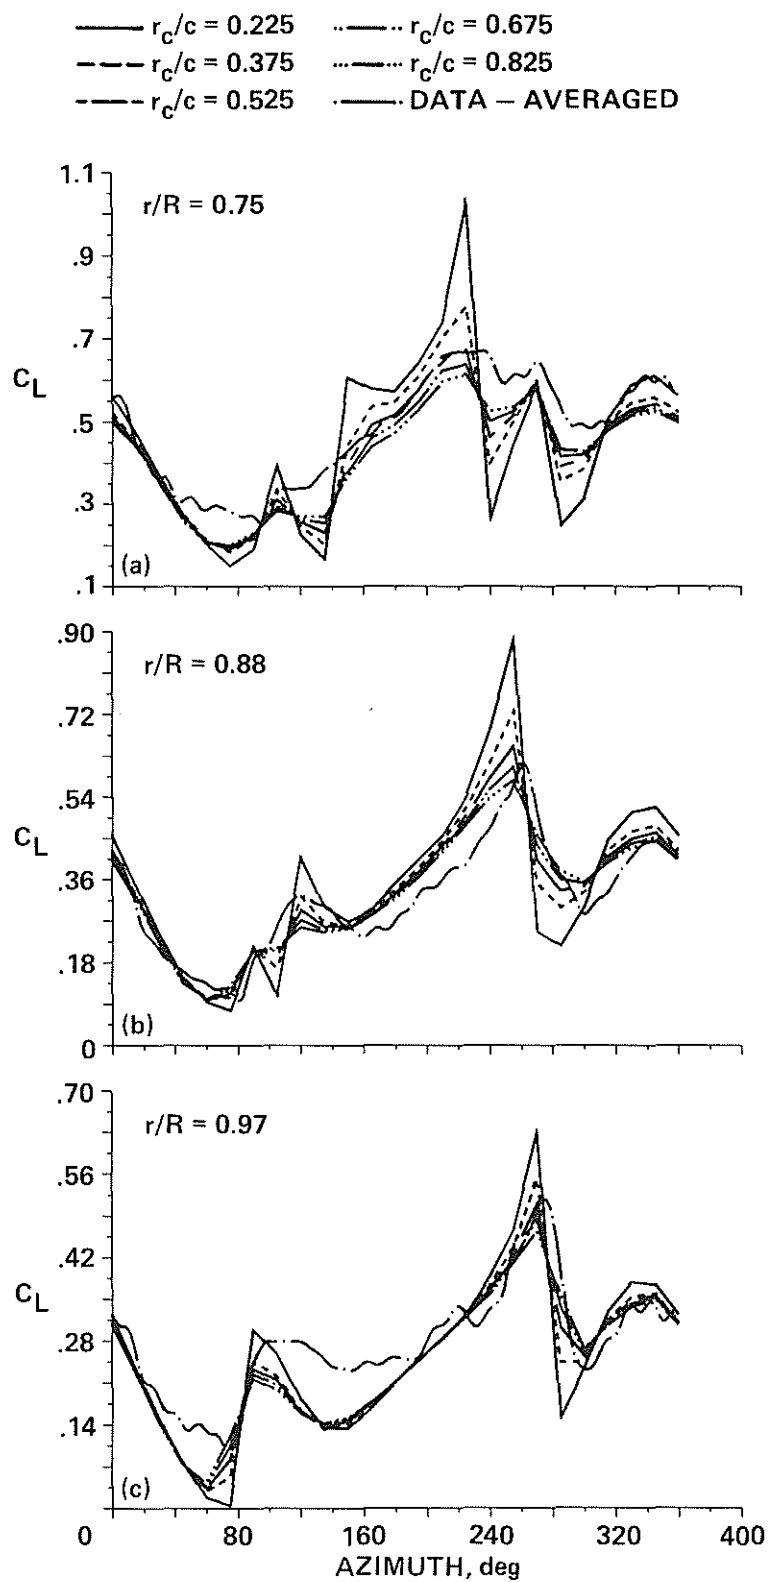 r_c/c = 0.225
r_c/c = 0.375
r_c/c = 0.525
r_c/c = 0.675
r_c/c = 0.825
DATA – AVERAGED
r/R = 0.75
1.1
.9
.7
.5
.3
.1
C_L
(a)
r/R = 0.88
.90
.72
.54
.36
.18
0
C_L
(b)
400
r/R = 0.97
.70
.56
.42
.28
.14
C_L
(c)
0 80 160 240 320 400
AZIMUTH, deg